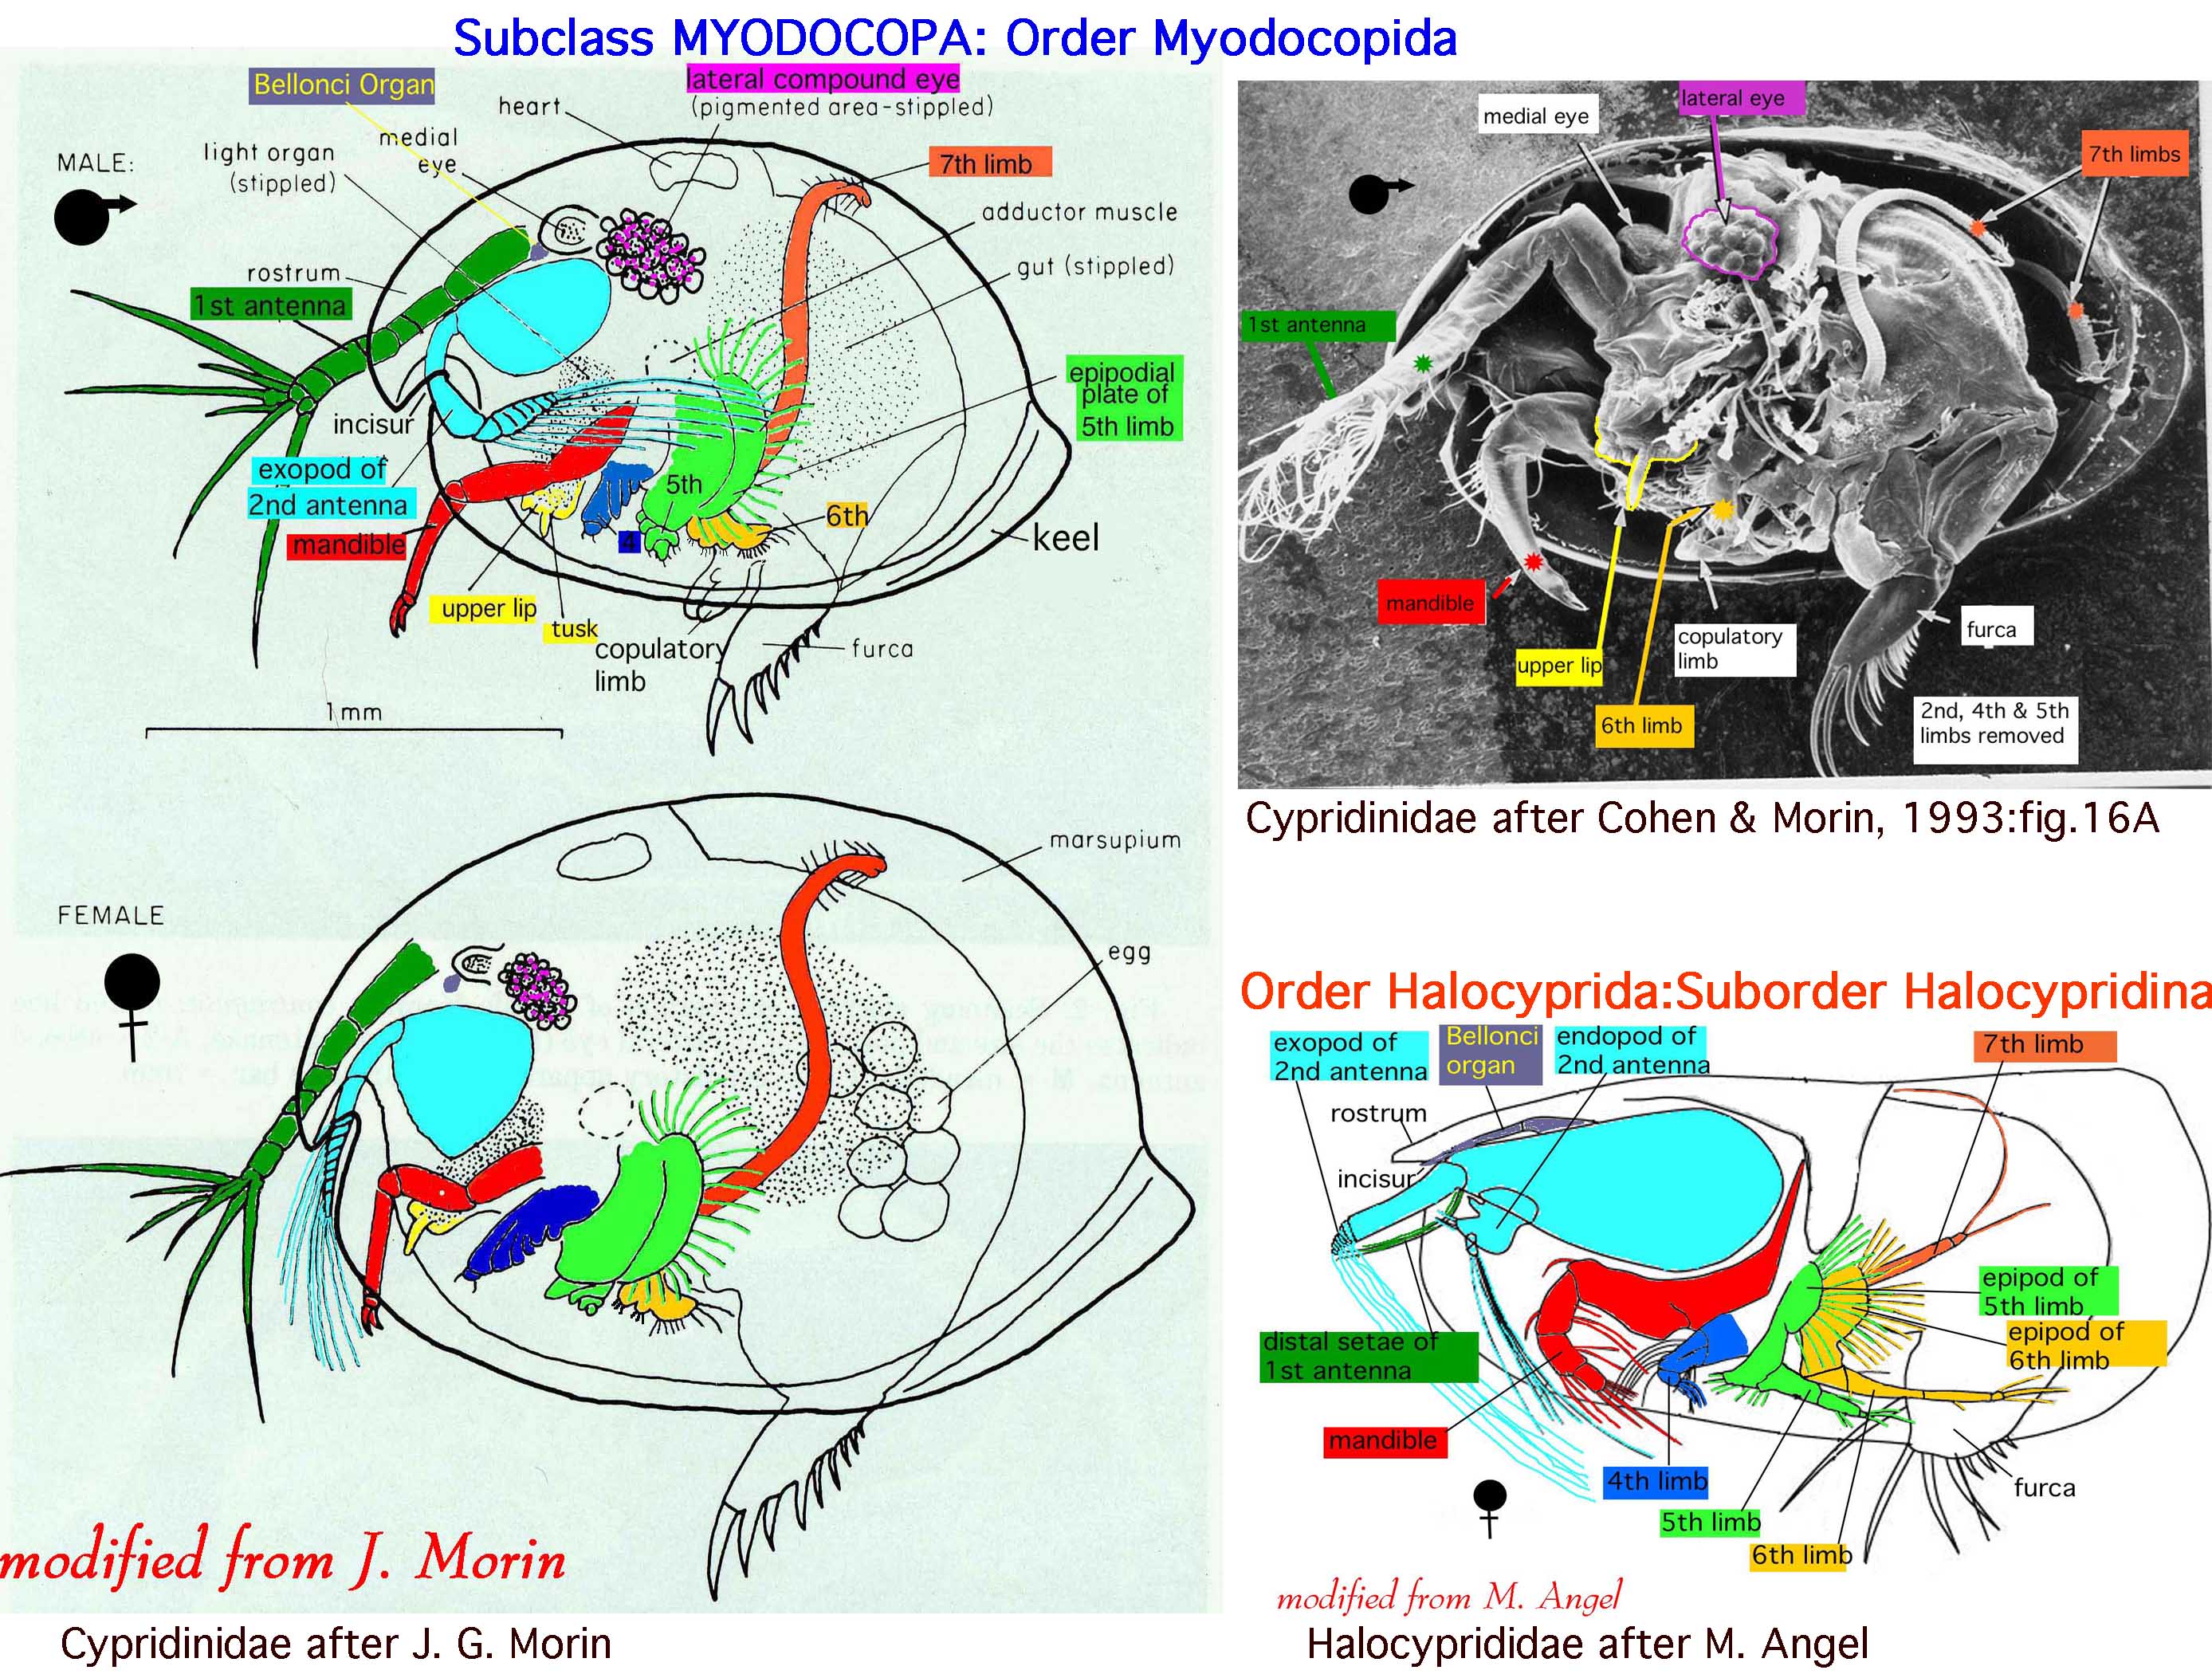 Subclass MYODOCOPA: Order Myodocopida
Bellonci Organ
lateral compound eye
(pigmented area-stippled)
heart
medial
eye
light organ
(stippled)
MALE:
7th limb
adductor muscle
gut (stippled)
rostrum
1st antenna
epipodial
plate of
5th limb
incisur
exopod of
2nd antenna
5th
6th
mandible
4
keel
upper lip
tusk
copulatory
limb
furca
1mm
marsupium
FEMALE
egg
modified from J. Morin
Cypridinidae after J. G. Morin
lateral eye
medial eye
7th limbs
1st antenna
mandible
upper lip
copulatory
limb
furca
6th limb
2nd, 4th & 5th
limbs removed
Cypridinidae after Cohen & Morin, 1993:fig.16A
Order Halocyprida:Suborder Halocypridina
exopod of
2nd antenna
Bellonci
organ
endopod of
2nd antenna
7th limb
rostrum
incisur
epipod of
5th limb
epipod of
6th limb
distal setae of
1st antenna
mandible
4th limb
furca
5th limb
6th limb
modified from M. Angel
Halocyprididae after M. Angel